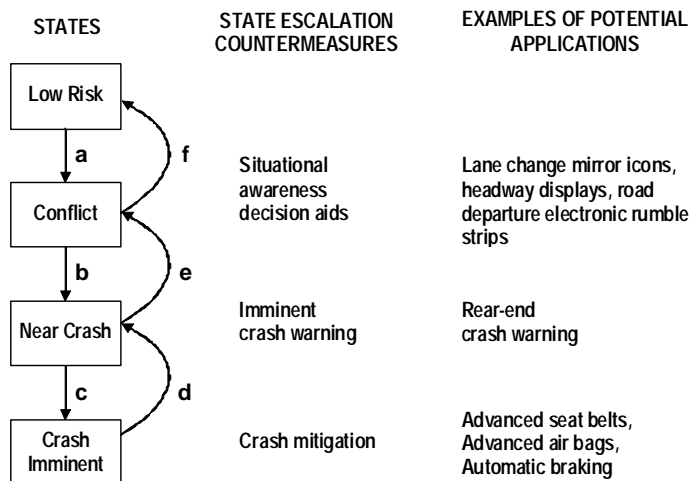 STATES
STATE ESCALATION
COUNTERMEASURES
EXAMPLES OF POTENTIAL
APPLICATIONS
Low Risk
a
f
Situational
awareness
decision aids
Lane change mirror icons,
headway displays, road
departure electronic rumble
strips
Conflict
b
e
Near Crash
Imminent
crash warning
Rear-end
crash warning
c
d
Crash
Imminent
Crash mitigation
Advanced seat belts,
Advanced air bags,
Automatic braking